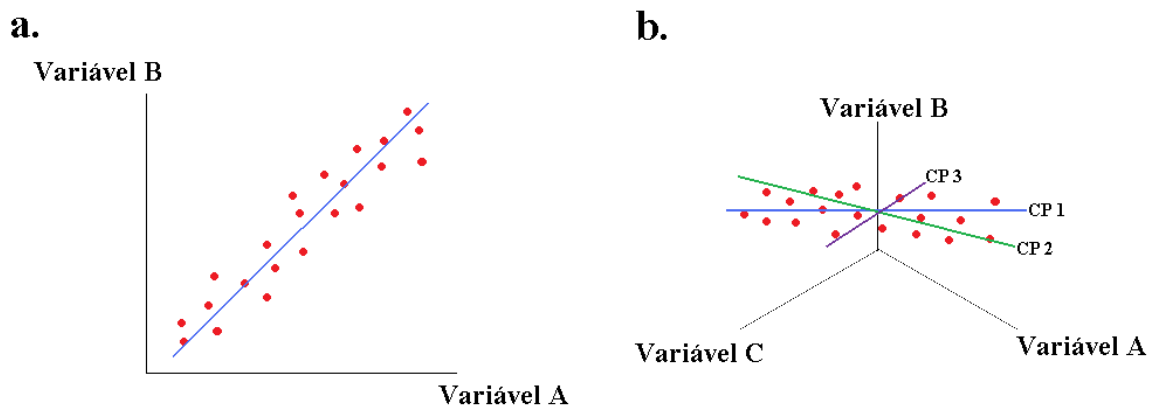 a.
Variável B
Variável A
b.
Variável B
CP 3
CP 1
CP 2
Variável C
Variável A